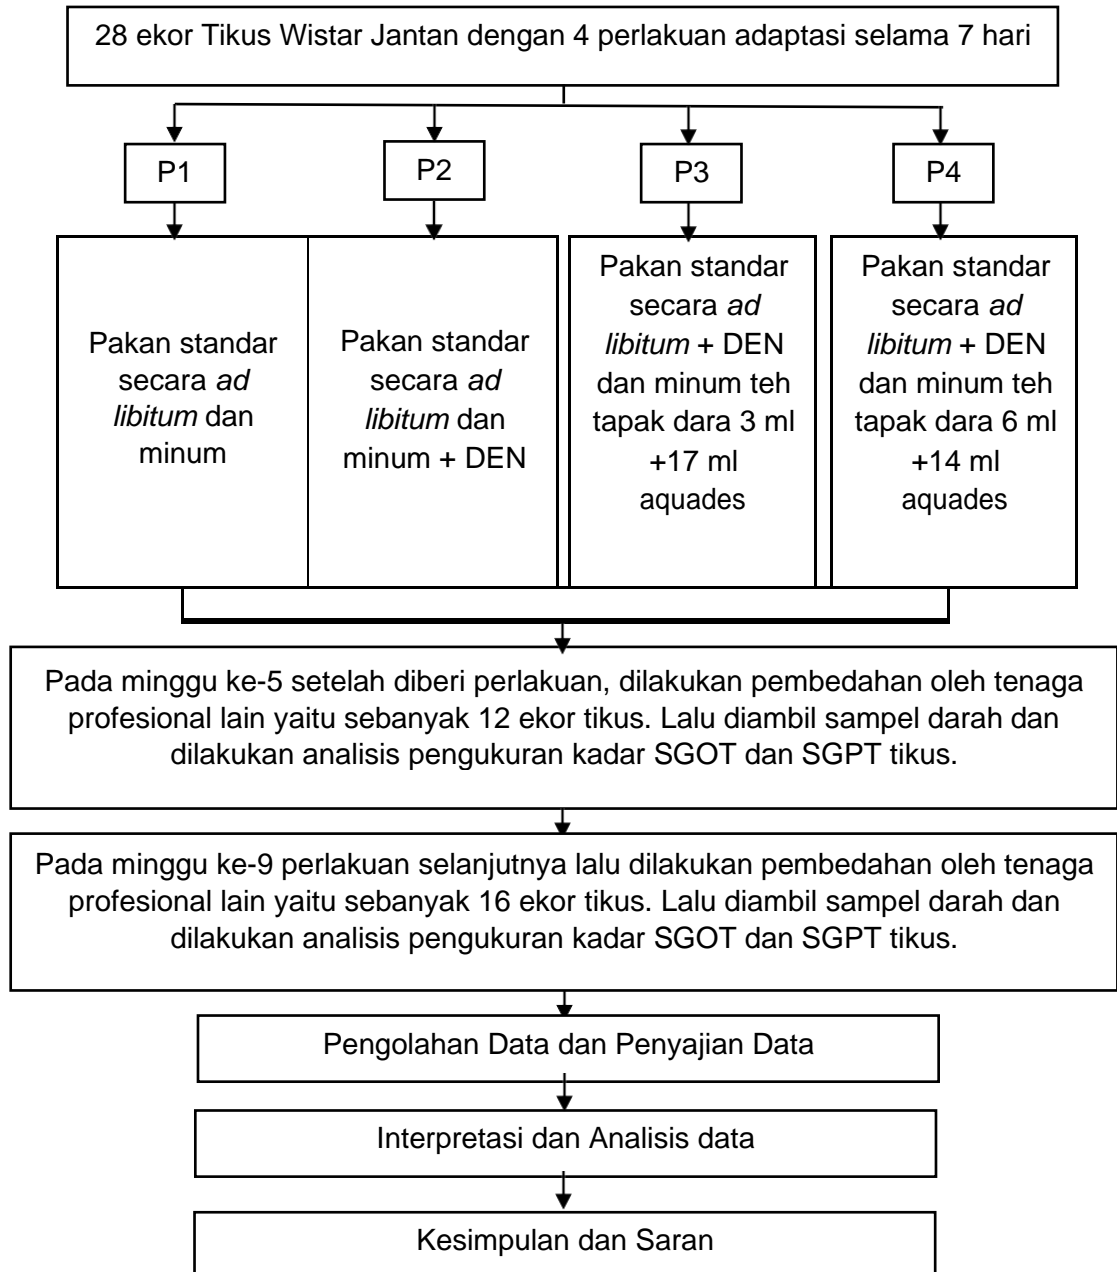 28 ekor Tikus Wistar Jantan dengan 4 perlakuan adaptasi selama 7 hari
P1
P2
P3
P4
Pakan standar
secara ad
libitum dan
minum
Pakan standar
secara ad
libitum dan
minum + DEN
Pakan standar
secara ad
libitum + DEN
dan minum teh
tapak dara 3 ml
+17 ml
aquades
Pakan standar
secara ad
libitum + DEN
dan minum teh
tapak dara 6 ml
+14 ml
aquades
Pada minggu ke-5 setelah diberi perlakuan, dilakukan pembedahan oleh tenaga
profesional lain yaitu sebanyak 12 ekor tikus. Lalu diambil sampel darah dan
dilakukan analisis pengukuran kadar SGOT dan SGPT tikus.
Pada minggu ke-9 perlakuan selanjutnya lalu dilakukan pembedahan oleh tenaga
profesional lain yaitu sebanyak 16 ekor tikus. Lalu diambil sampel darah dan
dilakukan analisis pengukuran kadar SGOT dan SGPT tikus.
Pengolahan Data dan Penyajian Data
Interpretasi dan Analisis data
Kesimpulan dan Saran